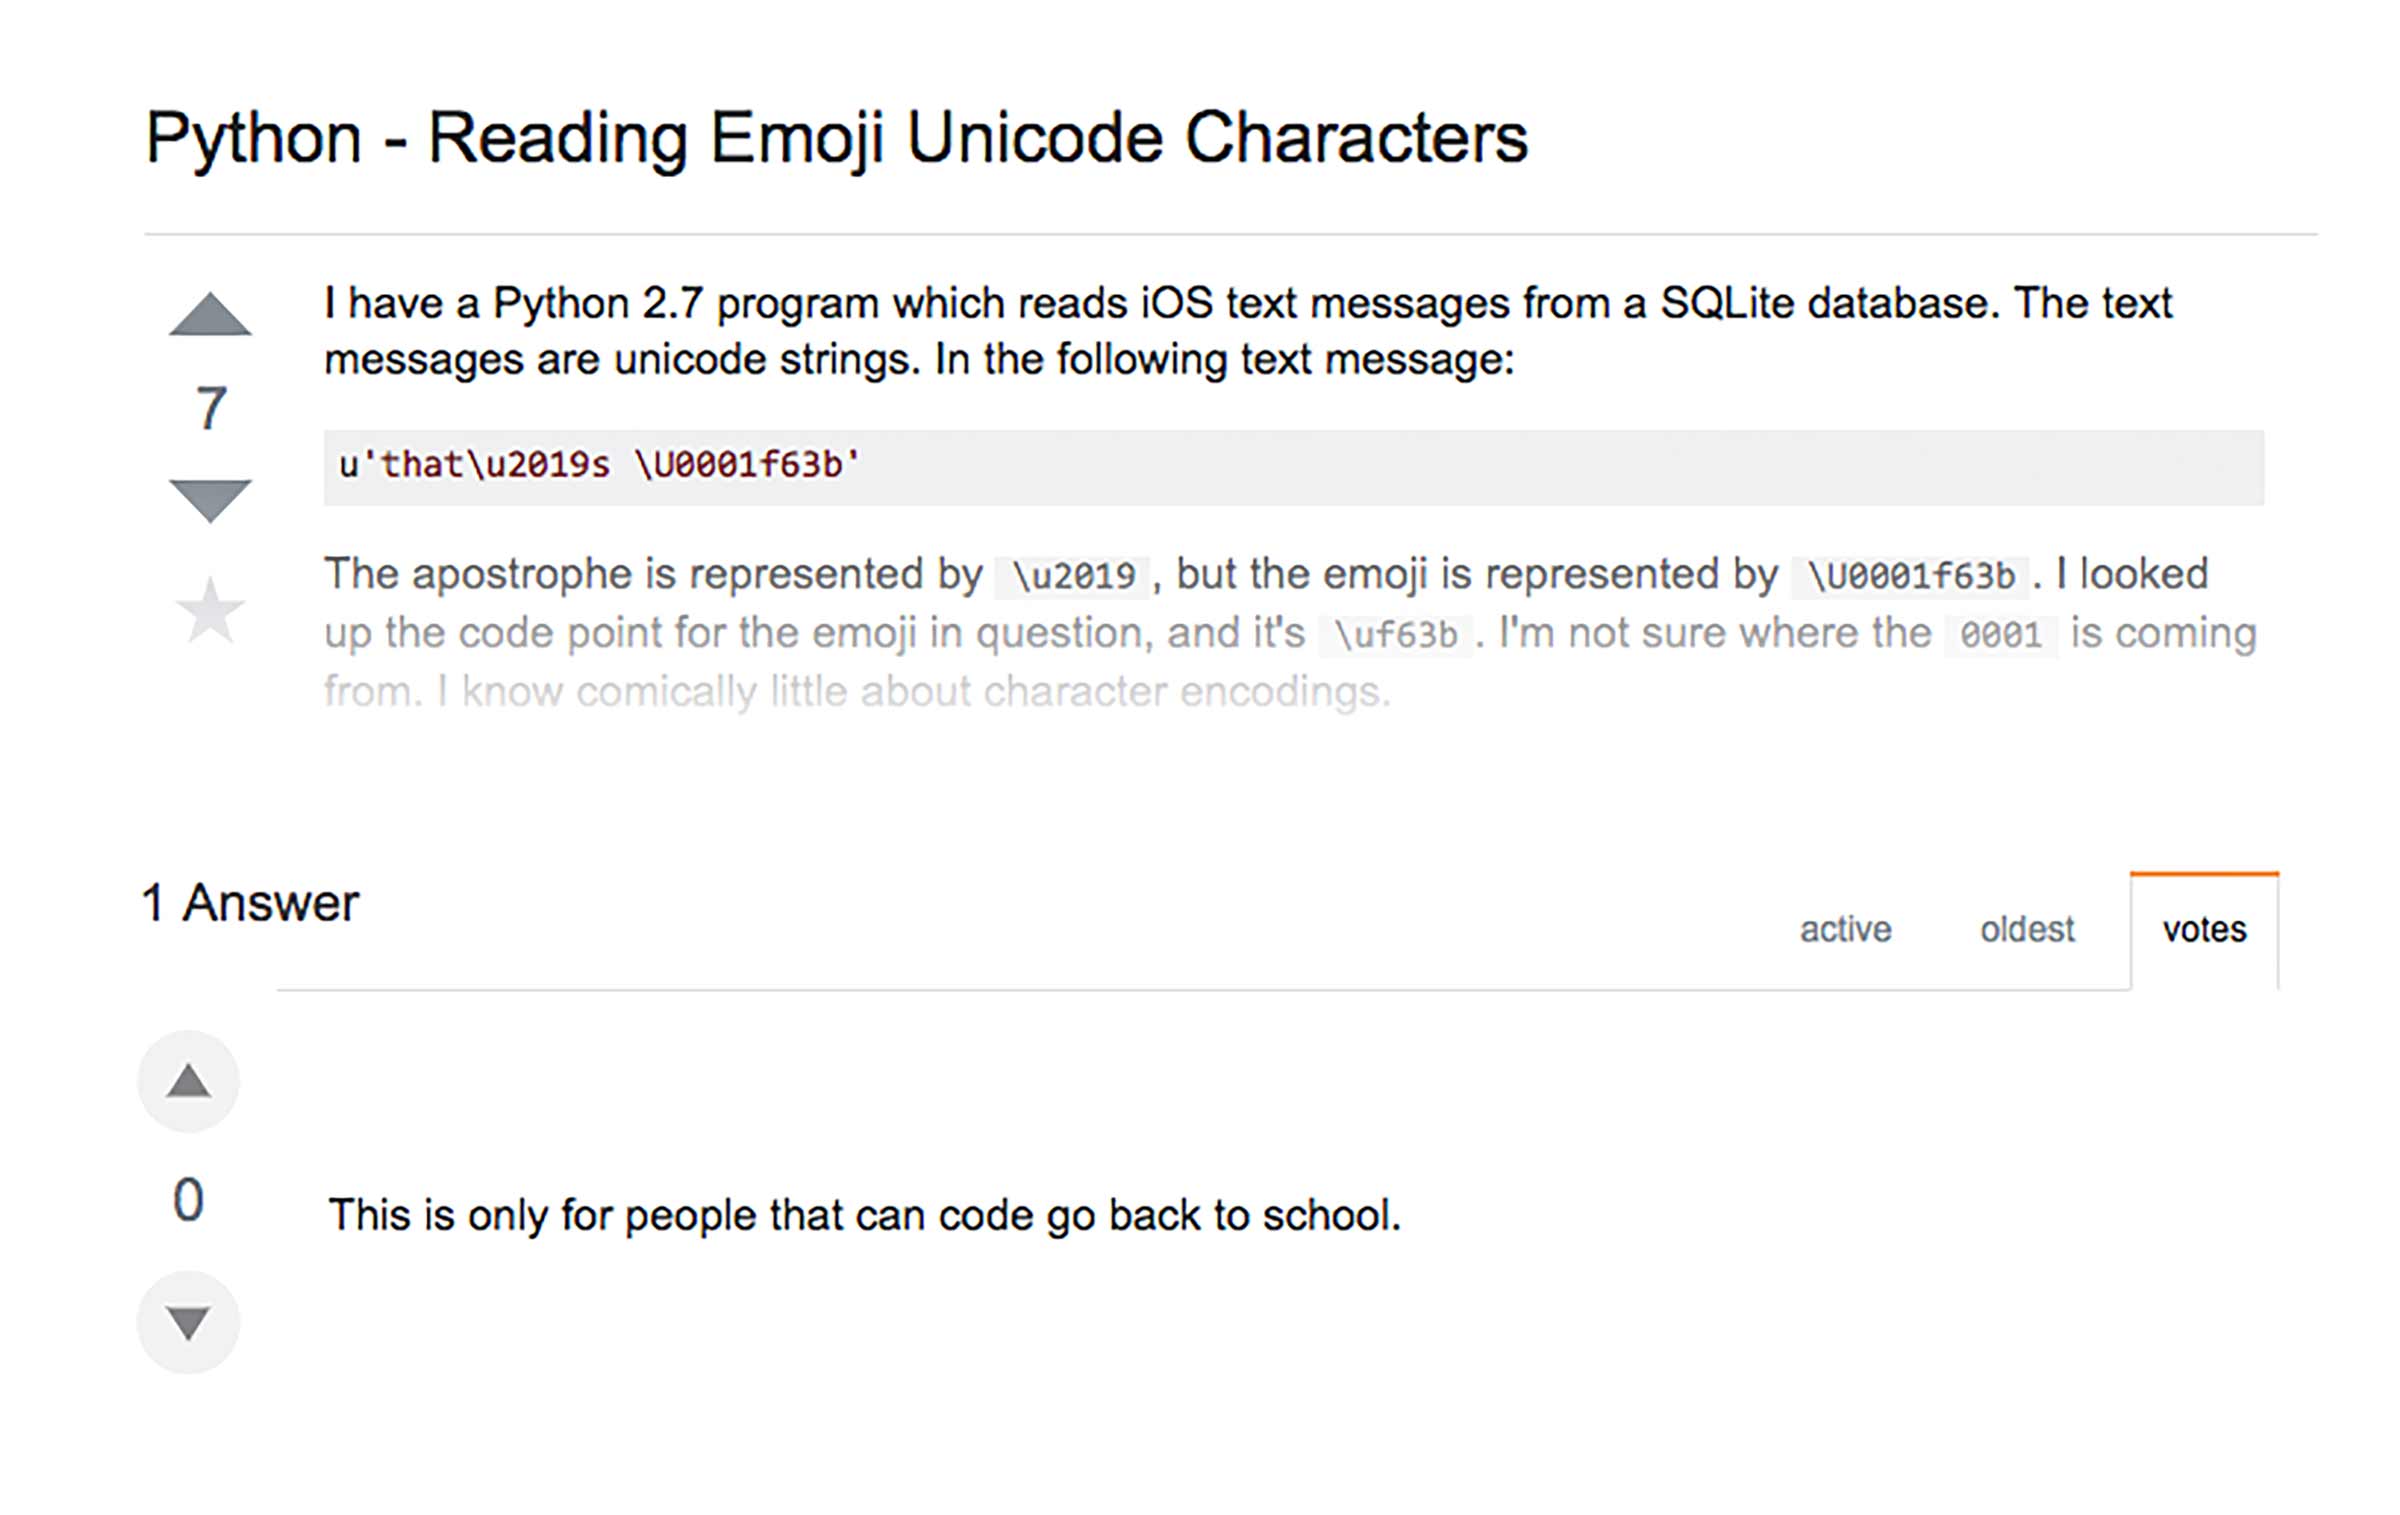 Python - Reading Emoji Unicode Characters
I have a Python 2.7 program which reads iOS text messages from a SQLite database. The text
messages are unicode strings. In the following text message:
7
u'that\u2019s \U0001f63b'
The apostrophe is represented by \u2019, but the emoji is represented by \U0001f63b. I looked
up the code point for the emoji in question, and it's \uf63b. I'm not sure where the 0001 is coming
from. I know comically little about character encodings.
1 Answer
active oldest votes
0
This is only for people that can code go back to school.